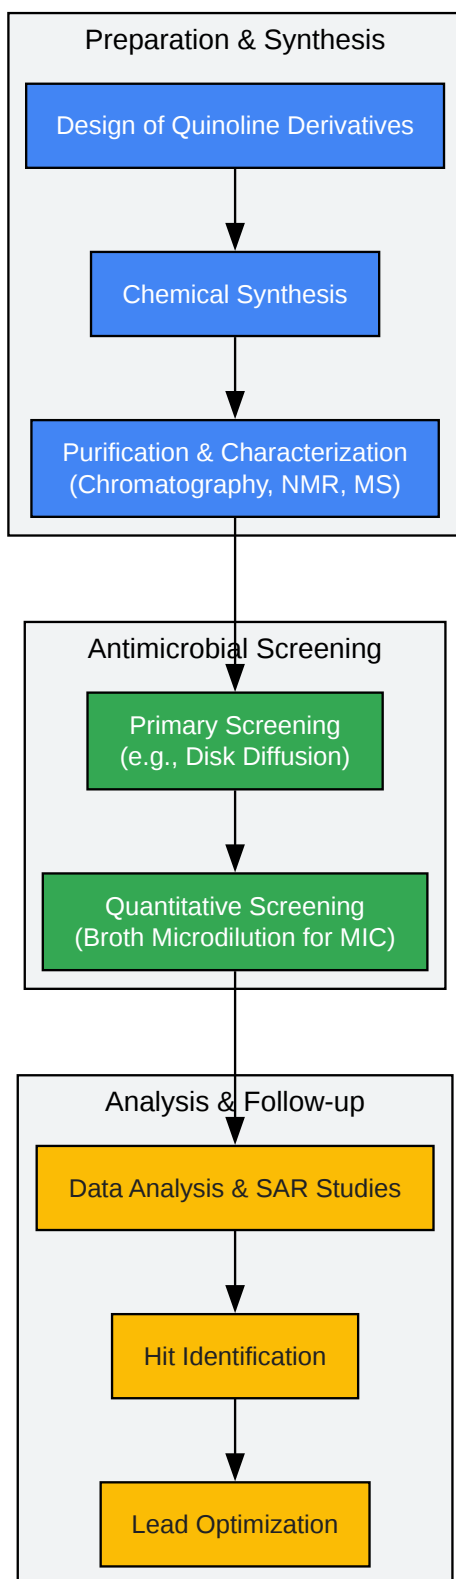 Preparation & Synthesis
Design of Quinoline Derivatives
Chemical Synthesis
Purification & Characterization
(Chromatography, NMR, MS)
Antimicrobial Screening
Primary Screening
(e.g., Disk Diffusion)
Quantitative Screening
(Broth Microdilution for MIC)
Analysis & Follow-up
Data Analysis & SAR Studies
Hit Identification
Lead Optimization